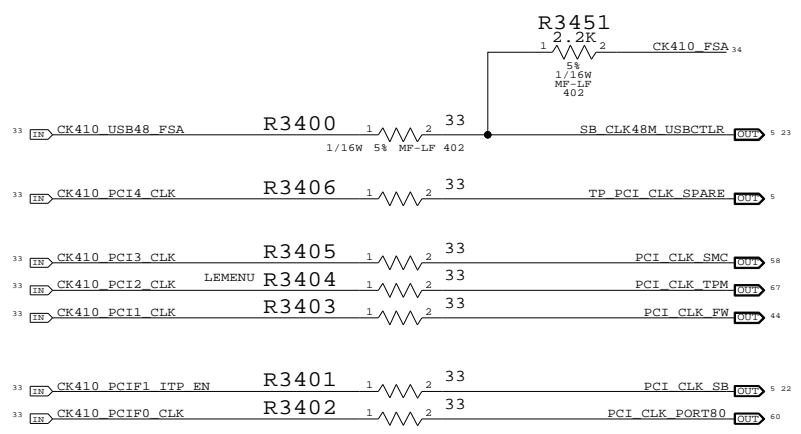 R3451
2.2K
1 2 CK410_FSA 34
5%
1/16W
MF-LF
402
33 IN CK410_USB48_FSA R3400 1 2 33 SB_CLK48M_USBCTLR OUT 5 23
1/16W 5% MF-LF 402
33 IN CK410_PCI4_CLK R3406 1 2 33 TP_PCI_CLK_SPARE OUT 5
33 IN CK410_PCI3_CLK R3405 1 2 33 PCI_CLK_SMC OUT 58
33 IN CK410_PCI2_CLK LEMENU R3404 1 2 33 PCI_CLK_TPM OUT 67
33 IN CK410_PCI1_CLK R3403 1 2 33 PCI_CLK_FW OUT 44
33 IN CK410_PCIF1_ITP_EN R3401 1 2 33 PCI_CLK_SB OUT 5 22
33 IN CK410_PCIF0_CLK R3402 1 2 33 PCI_CLK_PORT80 OUT 60